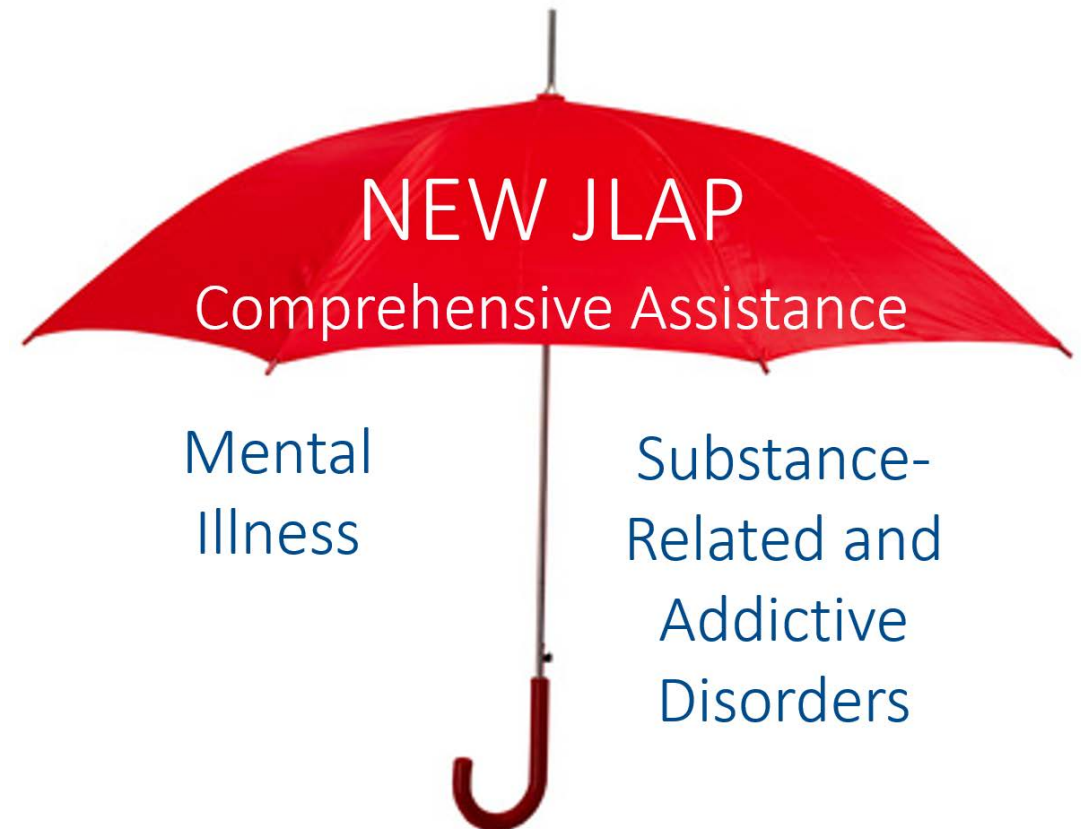 NEW JLAP
Comprehensive Assistance
Mental
Illness
Substance-
Related and
Addictive
Disorders